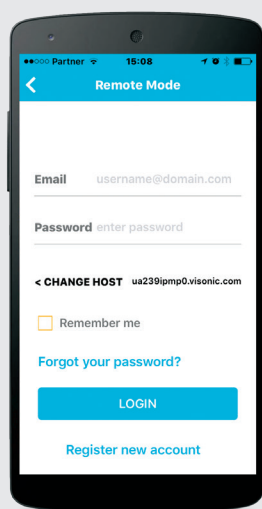 Partner 15:08
Remote Mode
Email username@domain.com
Password enter password
< CHANGE HOST ua239ipmp0.visonic.com
Remember me
Forgot your password?
LOGIN
Register new account